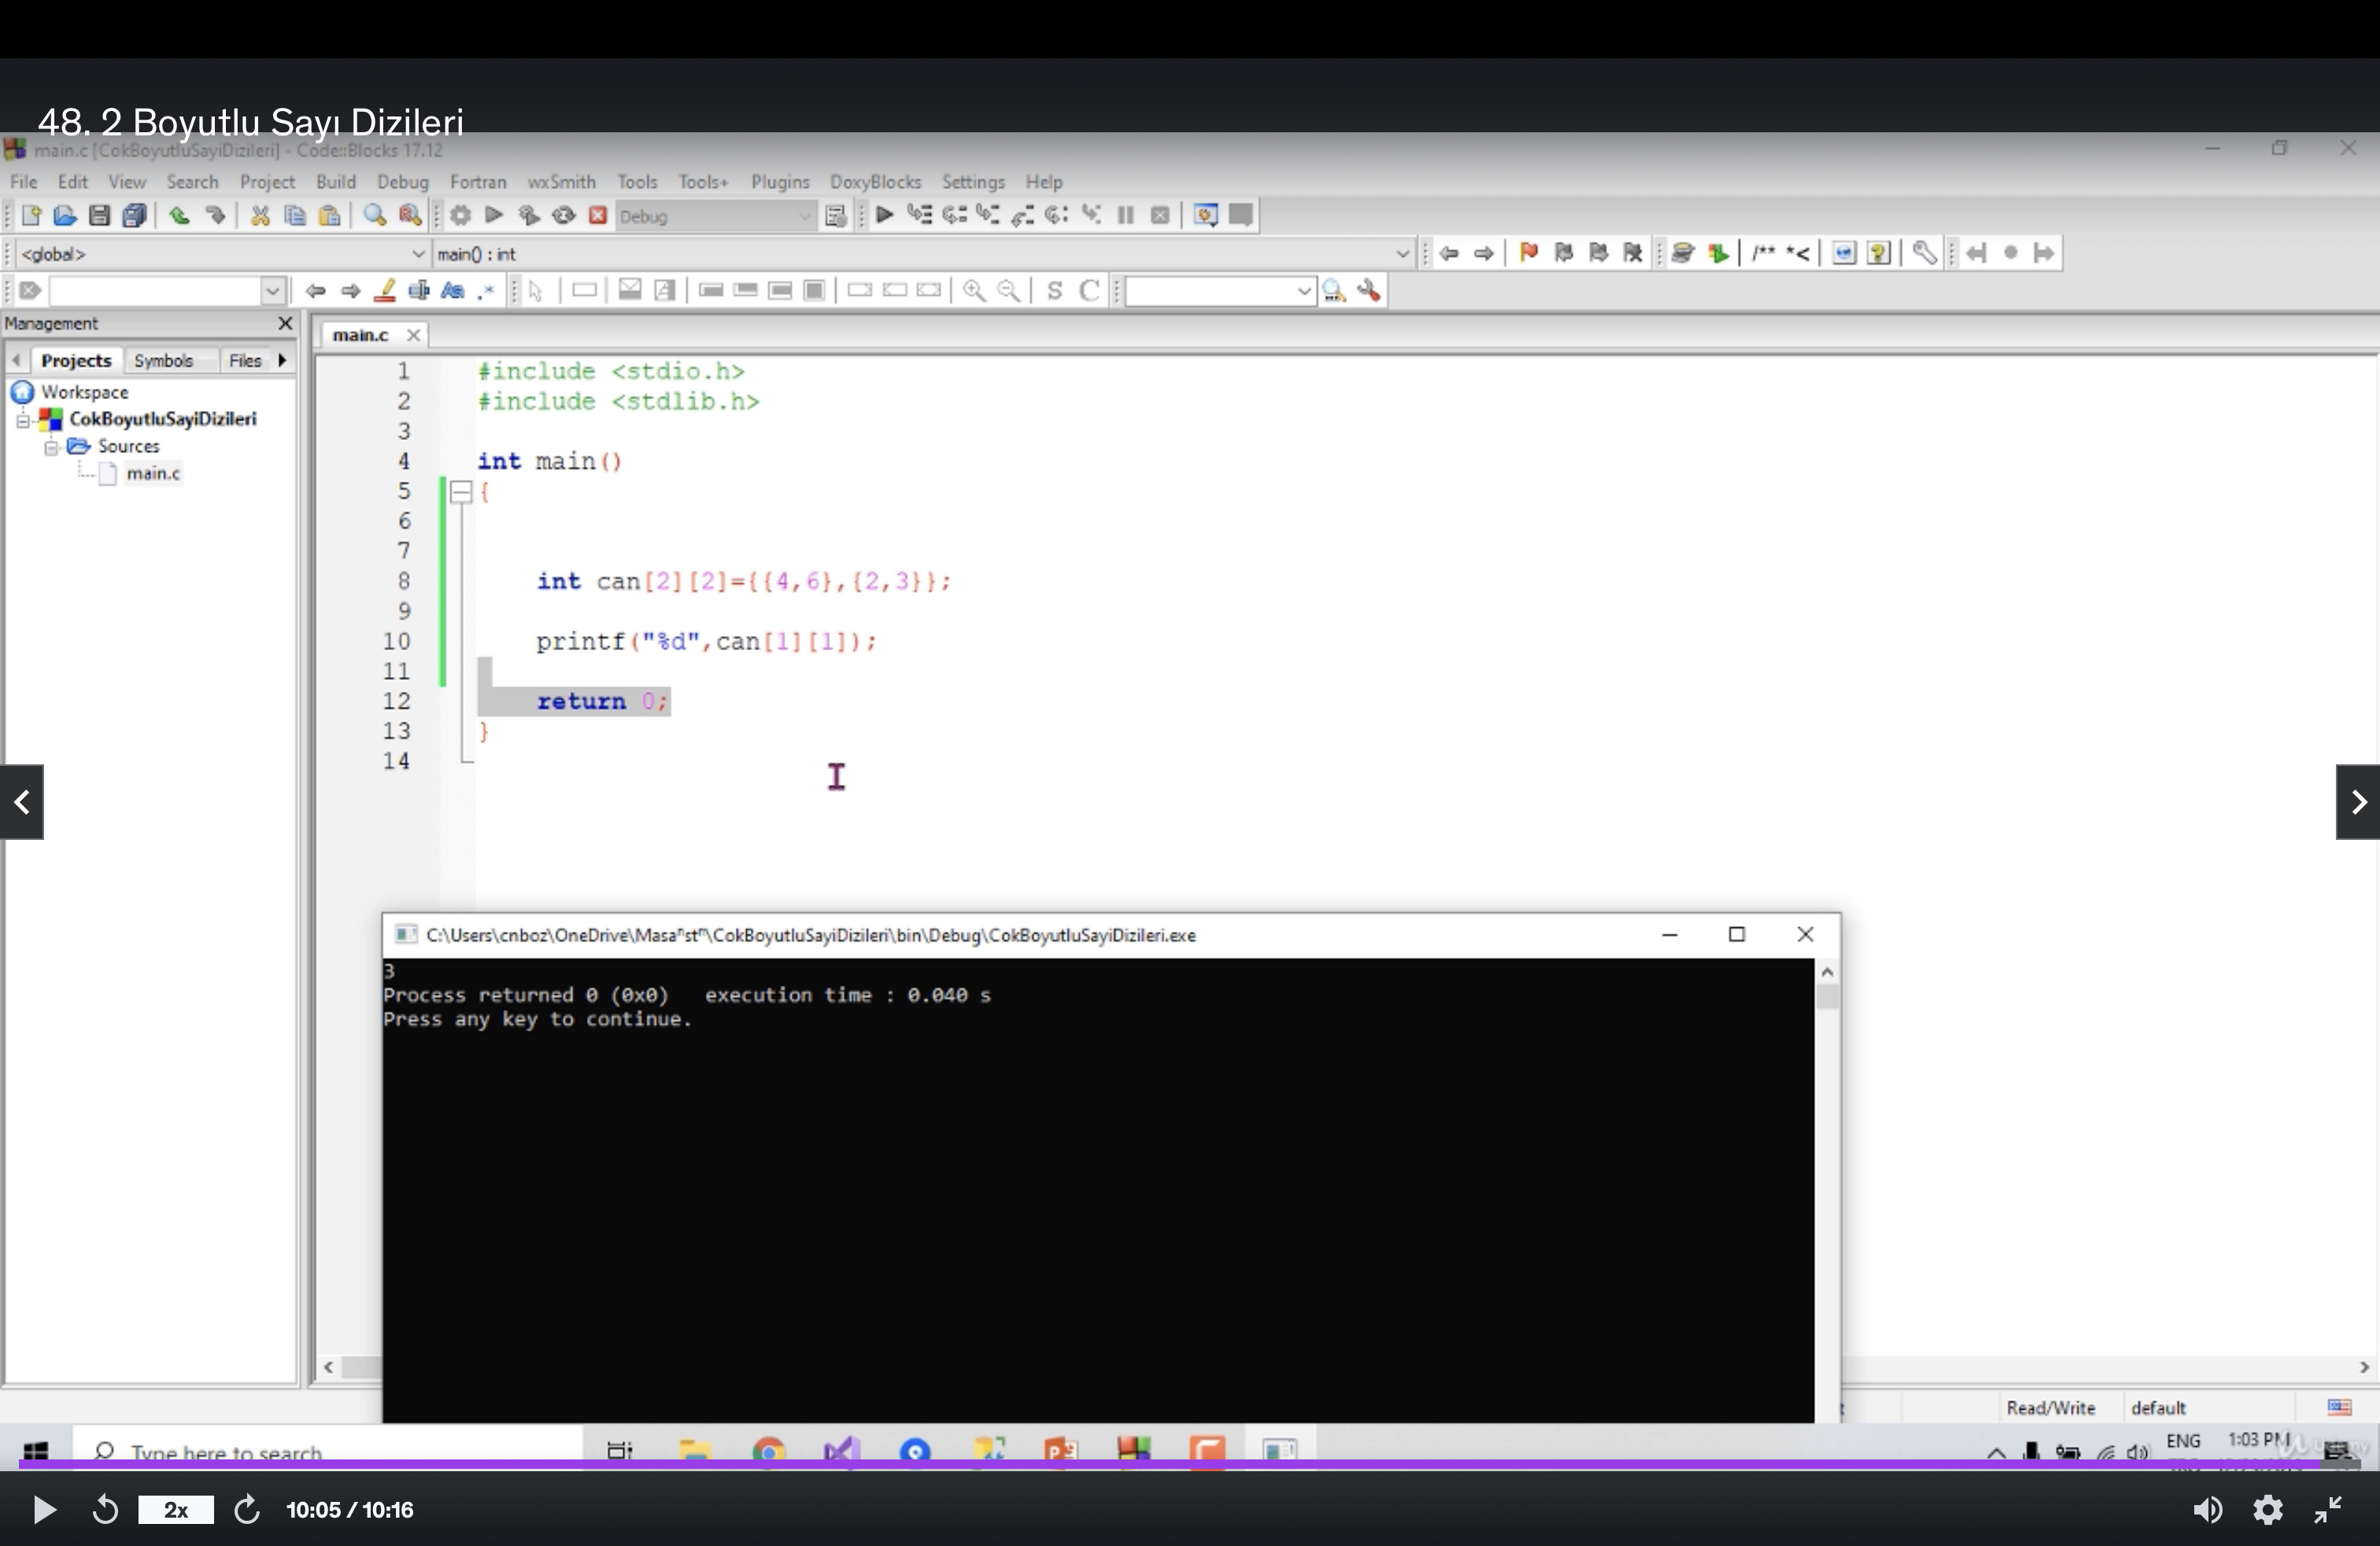 48. 2 Boyutlu Sayı Dizileri
main.c [CokBoyutluSayiDizileri] - Code::Blocks 17.12
File Edit View Search Project Build Debug Fortran wxSmith Tools Tools+ Plugins DoxyBlocks Settings Help
Debug
<global> main() : int
/** *<
S C
Management
Projects Symbols Files
main.c
Workspace
CokBoyutluSayiDizileri
Sources
main.c
1 #include <stdio.h>
2 #include <stdlib.h>
3
4 int main()
5 {
6
7
8 int can[2][2]={{4,6},{2,3}};
9
10 printf("%d",can[1][1]);
11
12 return 0;
13 }
14
C:\Users\cnboz\OneDrive\Masaⁿstⁿ\CokBoyutluSayiDizileri\bin\Debug\CokBoyutluSayiDizileri.exe
3
Process returned 0 (0x0) execution time : 0.040 s
Press any key to continue.
Read/Write default
Type here to search
ENG 1:03 PM
2x 10:05 / 10:16